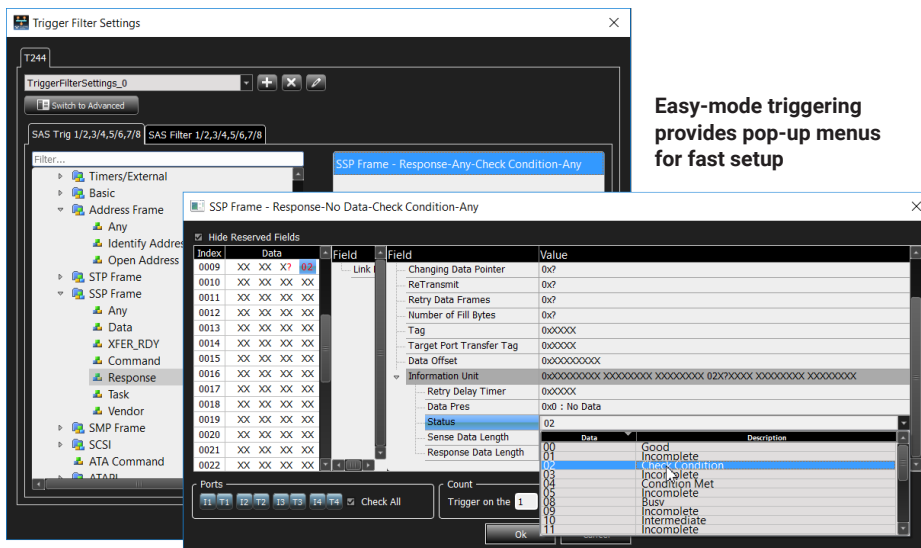 Trigger Filter Settings
T244
TriggerFilterSettings_0
Switch to Advanced
SAS Trig 1/2,3/4,5/6,7/8
SAS Filter 1/2,3/4,5/6,7/8
Filter...
Timers/External
Basic
Address Frame
Any
Identify Addres
Open Address
STP Frame
SSP Frame
Any
Data
XFER_RDY
Command
Response
Task
Vendor
SMP Frame
SCSI
ATA Command
ATAPI
SSP Frame - Response-Any-Check Condition-Any
Easy-mode triggering
provides pop-up menus
for fast setup
SSP Frame - Response-No Data-Check Condition-Any
Hide Reserved Fields
Index Data
0009 XX XX X? 02
0010 XX XX XX XX
0011 XX XX XX XX
0012 XX XX XX XX
0013 XX XX XX XX
0014 XX XX XX XX
0015 XX XX XX XX
0016 XX XX XX XX
0017 XX XX XX XX
0018 XX XX XX XX
0019 XX XX XX XX
0020 XX XX XX XX
0021 XX XX XX XX
0022 XX XX XX XX
Field
Link
Field Value
Changing Data Pointer 0x?
ReTransmit 0x?
Retry Data Frames 0x?
Number of Fill Bytes 0x?
Tag 0xXXXX
Target Port Transfer Tag 0xXXXX
Data Offset 0xXXXXXXXX
Information Unit 0xXXXXXXXX XXXXXXXX XXXXXXXX 02X?XXXX XXXXXXXX XXXXXXXX
Retry Delay Timer 0xXXXX
Data Pres 0x0 : No Data
Status 02
Sense Data Length
Response Data Length
Data Description
00 Good
01 Incomplete
02 Check Condition
03 Incomplete
04 Condition Met
05 Incomplete
08 Busy
09 Incomplete
10 Intermediate
11 Incomplete
Ports
I1 T1 I2 T2 I3 T3 I4 T4 Check All
Count
Trigger on the 1
Ok
Cancel